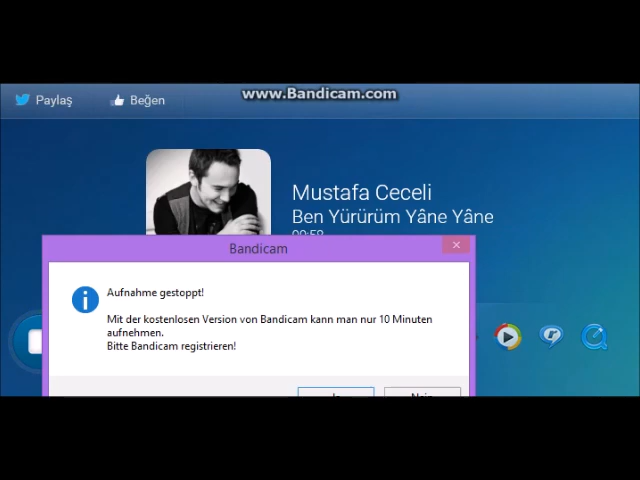 www.Bandicam.com
Paylaş
Beğen
Mustafa Ceceli
Ben Yürürüm Yâne Yâne
Bandicam
Aufnahme gestoppt!
Mit der kostenlosen Version von Bandicam kann man nur 10 Minuten
aufnehmen.
Bitte Bandicam registrieren!